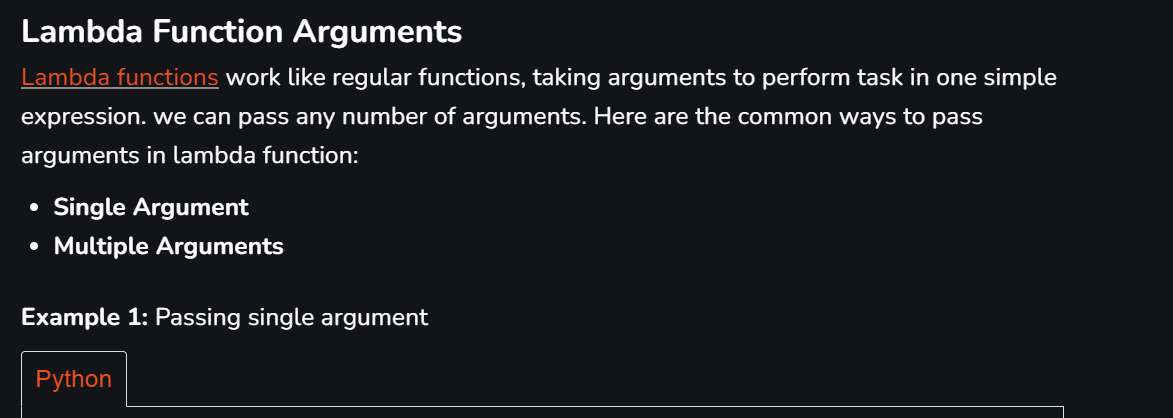 Lambda Function Arguments
Lambda functions work like regular functions, taking arguments to perform task in one simple
expression. we can pass any number of arguments. Here are the common ways to pass
arguments in lambda function:
• Single Argument
• Multiple Arguments
Example 1: Passing single argument
Python